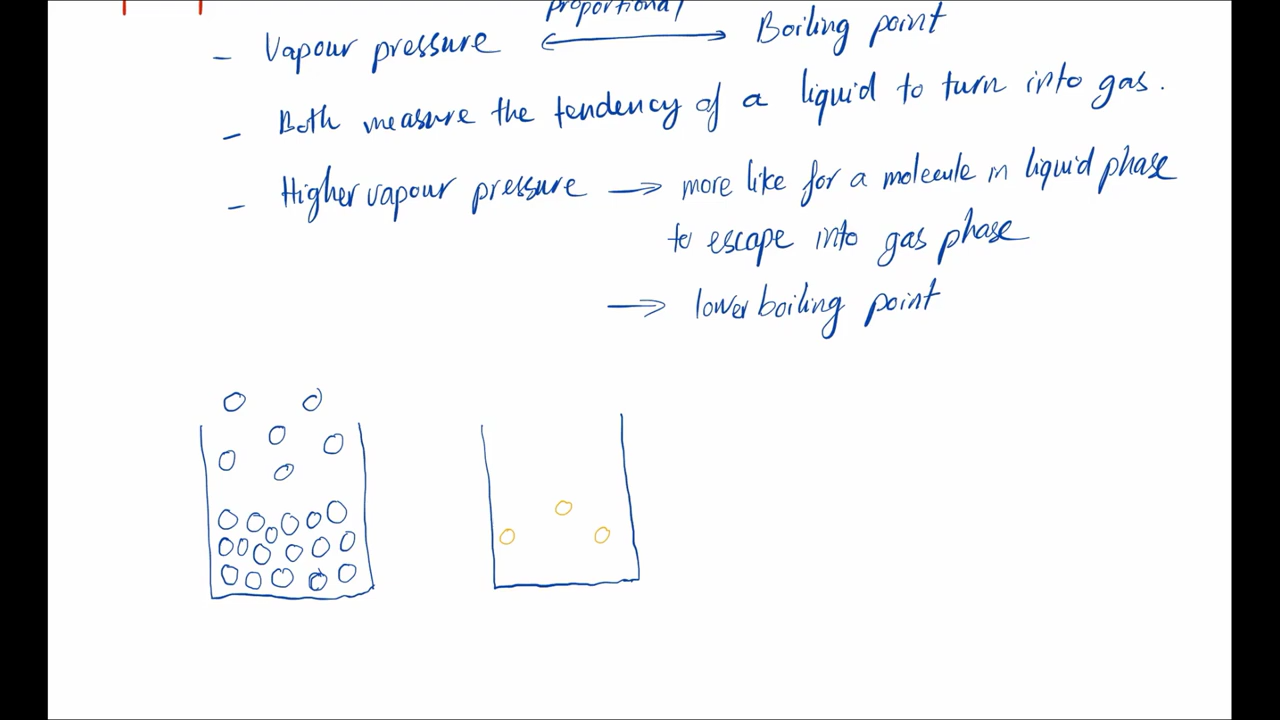 proportional
- Vapour pressure ⟷ Boiling point
- Both measure the tendency of a liquid to turn into gas.
- Higher vapour pressure → more like for a molecule in liquid phase
to escape into gas phase
→ lower boiling point